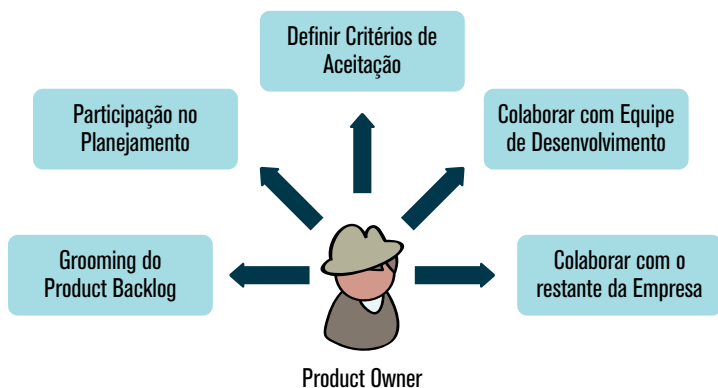 Definir Critérios de
Aceitação
Participação no
Planejamento
Colaborar com Equipe
de Desenvolvimento
Grooming do
Product Backlog
Colaborar com o
restante da Empresa
Product Owner